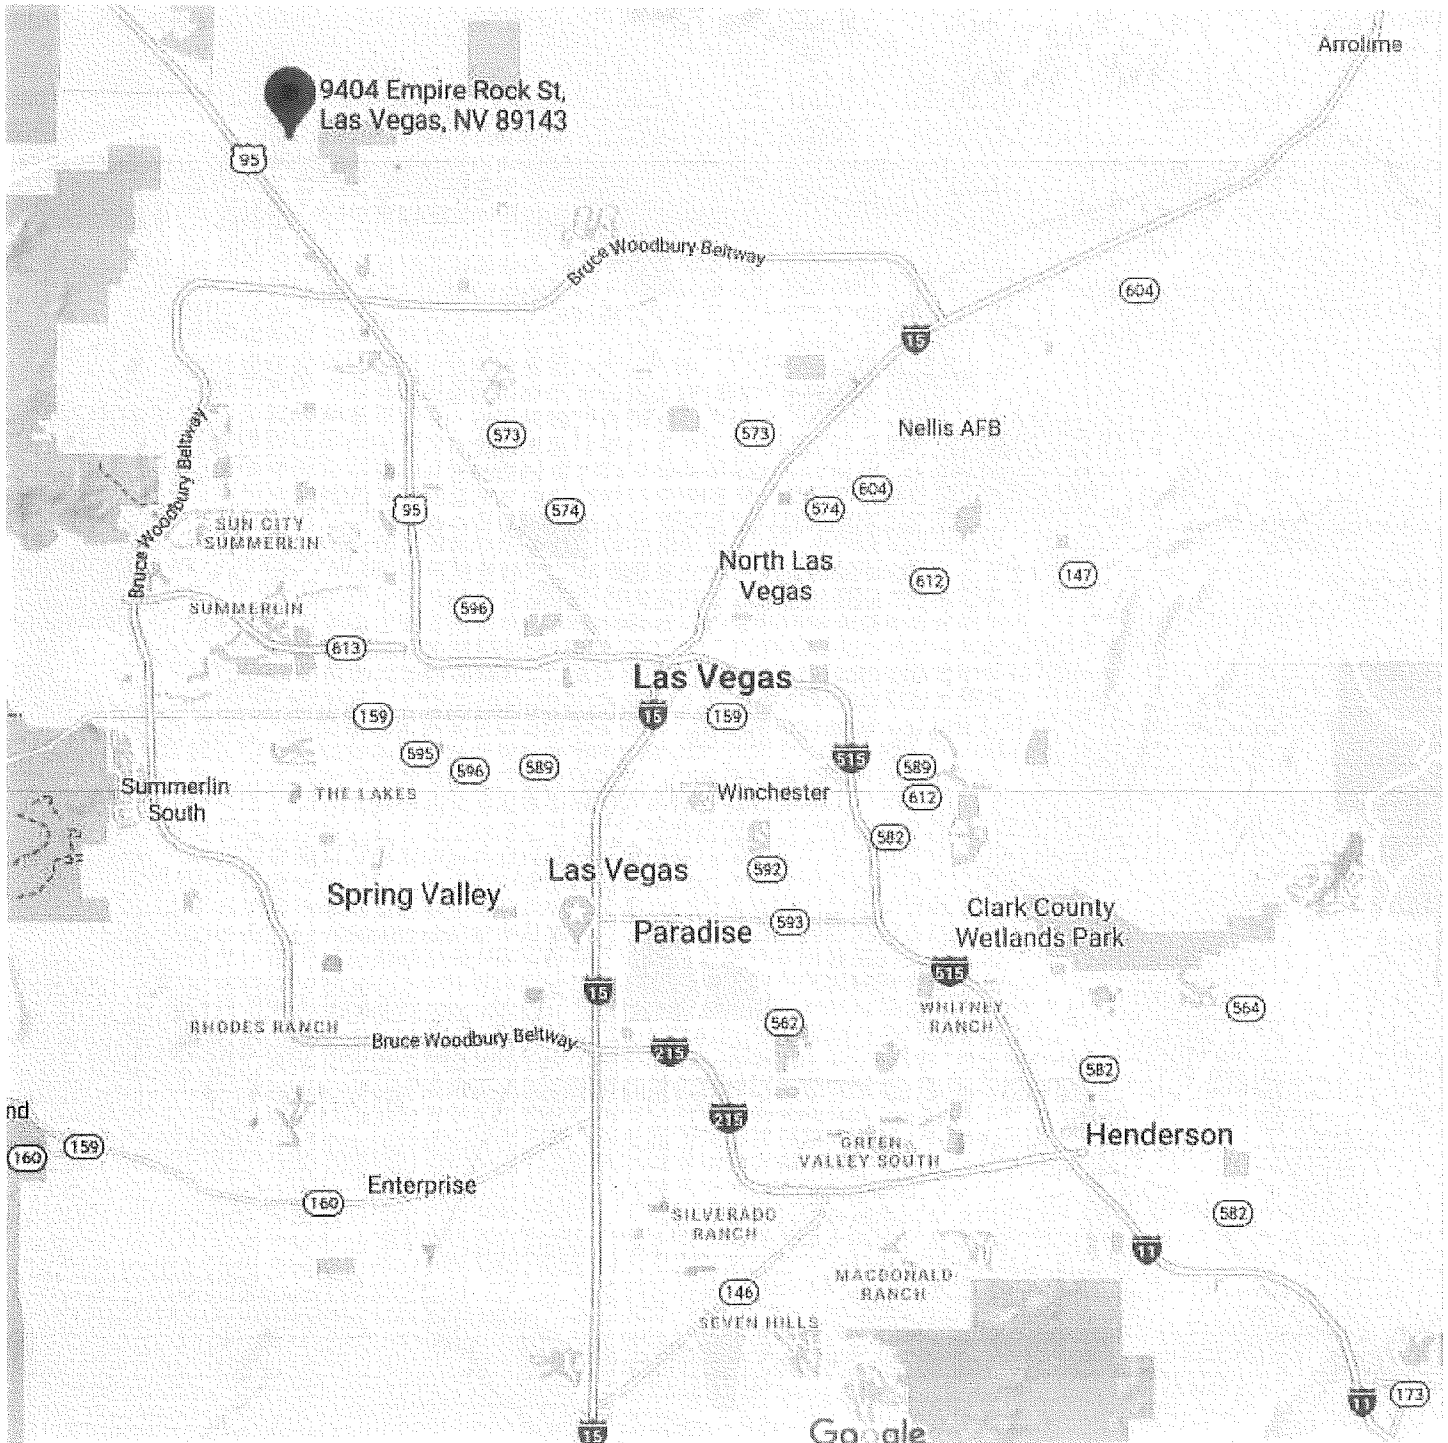 Arrolime
9404 Empire Rock St,
Las Vegas, NV 89143
95
Bruce Woodbury Beltway
604
15
Bruce Woodbury Beltway
573
573
Nellis AFB
604
95
574
574
SUN CITY
SUMMERLIN
North Las
Vegas
612
147
SUMMERLIN
596
613
Las Vegas
159
15
159
595
596
589
515
589
Summerlin
South
THE LAKES
Winchester
612
582
Las Vegas
592
Spring Valley
Clark County
Wetlands Park
Paradise
593
515
15
WHITNEY
RANCH
564
RHODES RANCH
Bruce Woodbury Beltway
562
215
582
nd
215
159
160
Henderson
GREEN
VALLEY SOUTH
Enterprise
160
SILVERADO
RANCH
582
11
MACDONALD
RANCH
146
SEVEN HILLS
11
173
15
Google